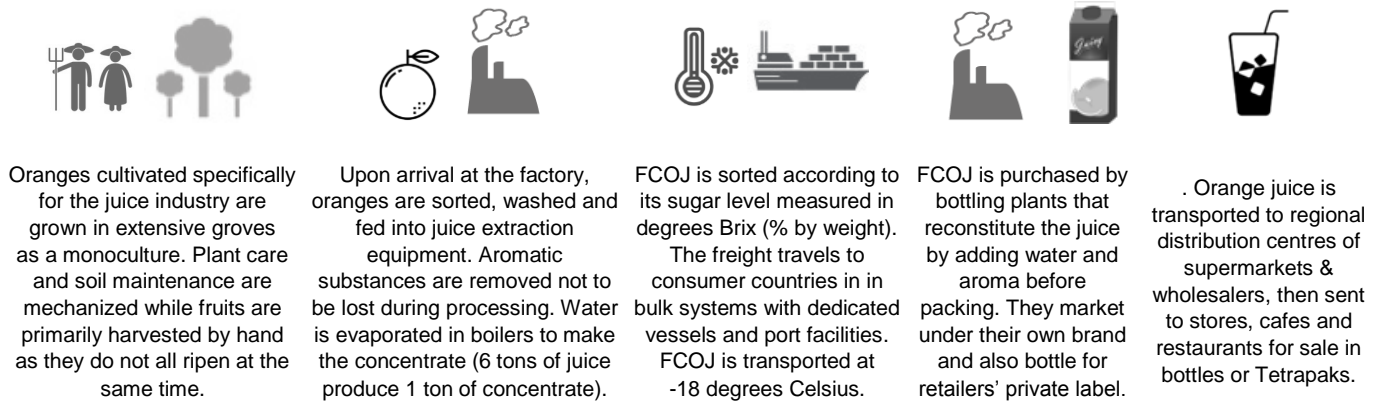 Juicy
Oranges cultivated specifically
for the juice industry are
grown in extensive groves
as a monoculture. Plant care
and soil maintenance are
mechanized while fruits are
primarily harvested by hand
as they do not all ripen at the
same time.
Upon arrival at the factory,
oranges are sorted, washed and
fed into juice extraction
equipment. Aromatic
substances are removed not to
be lost during processing. Water
is evaporated in boilers to make
the concentrate (6 tons of juice
produce 1 ton of concentrate).
FCOJ is sorted according to
its sugar level measured in
degrees Brix (% by weight).
The freight travels to
consumer countries in in
bulk systems with dedicated
vessels and port facilities.
FCOJ is transported at
-18 degrees Celsius.
FCOJ is purchased by
bottling plants that
reconstitute the juice
by adding water and
aroma before
packing. They market
under their own brand
and also bottle for
retailers’ private label.
. Orange juice is
transported to regional
distribution centres of
supermarkets &
wholesalers, then sent
to stores, cafes and
restaurants for sale in
bottles or Tetrapaks.